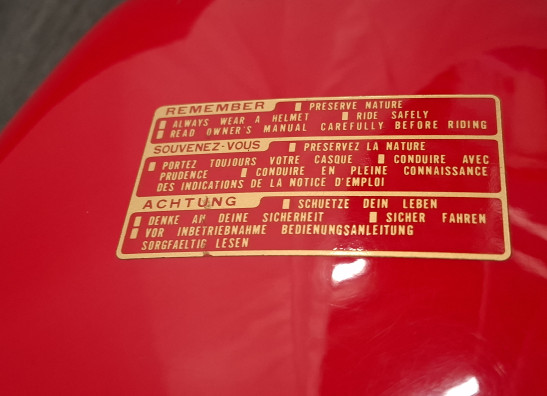 REMEMBER ■ PRESERVE NATURE
■ ALWAYS WEAR A HELMET ■ RIDE SAFELY
■ READ OWNER'S MANUAL CAREFULLY BEFORE RIDING
SOUVENEZ-VOUS ■ PRESERVEZ LA NATURE
■ PORTEZ TOUJOURS VOTRE CASQUE ■ CONDUIRE AVEC
PRUDENCE ■ CONDUIRE EN PLEINE CONNAISSANCE
DES INDICATIONS DE LA NOTICE D'EMPLOI
ACHTUNG ■ SCHUETZE DEIN LEBEN
■ DENKE AN DEINE SICHERHEIT ■ SICHER FAHREN
■ VOR INBETRIEBNAHME BEDIENUNGSANLEITUNG
SORGFAELTIG LESEN